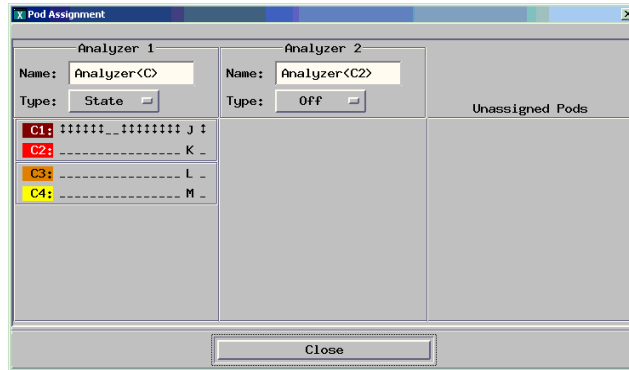 Pod Assignment
Analyzer 1
Analyzer 2
Name: Analyzer<C>
Name: Analyzer<C2>
Type: State
Type: Off
Unassigned Pods
C1: ↕↕↕↕↕↕__↕↕↕↕↕↕↕↕ J ↕
C2: ________________ K _
C3: ________________ L _
C4: ________________ M _
Close